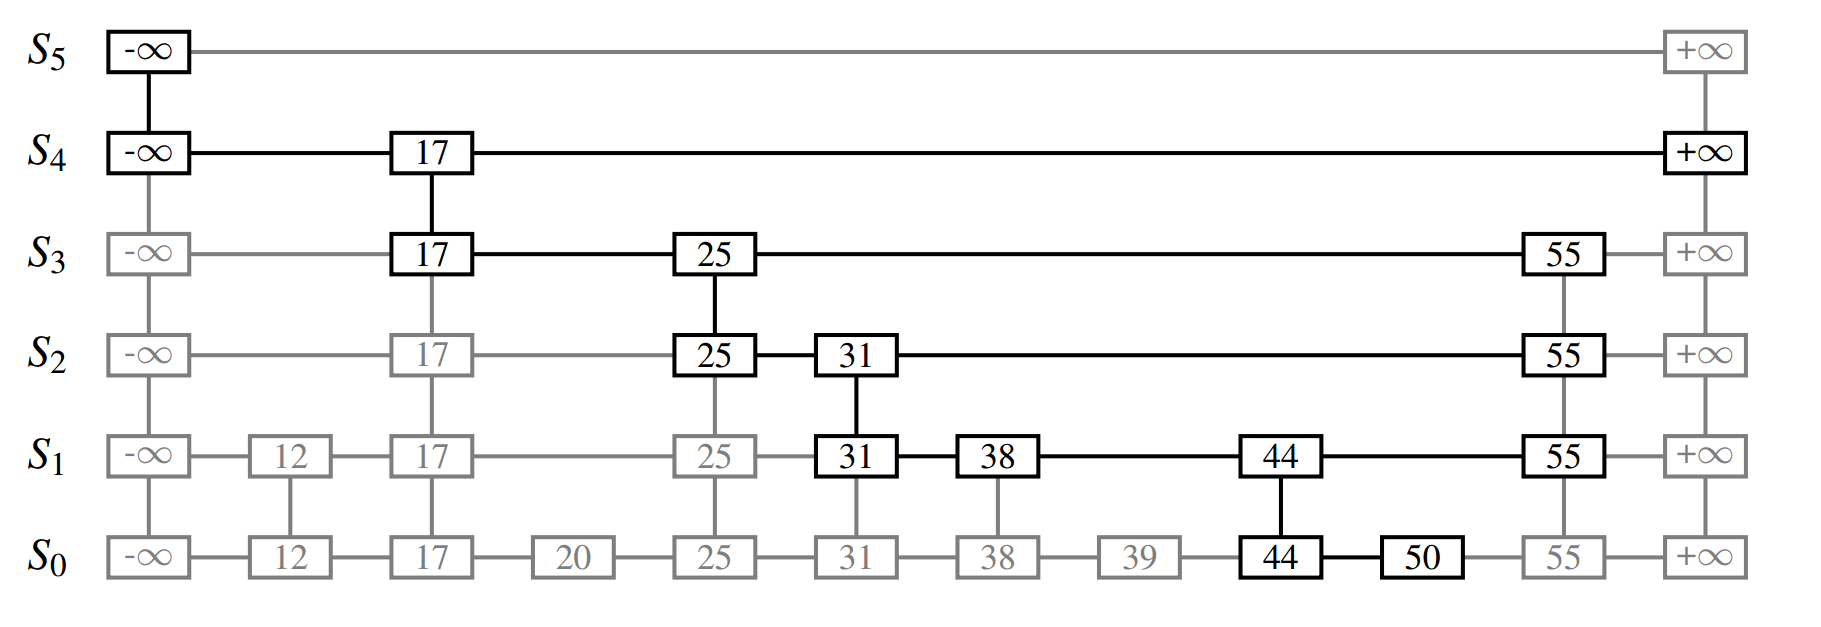 S5 -∞ +∞
S4 -∞ 17 +∞
S3 -∞ 17 25 55 +∞
S2 -∞ 17 25 31 55 +∞
S1 -∞ 12 17 25 31 38 44 55 +∞
S0 -∞ 12 17 20 25 31 38 39 44 50 55 +∞